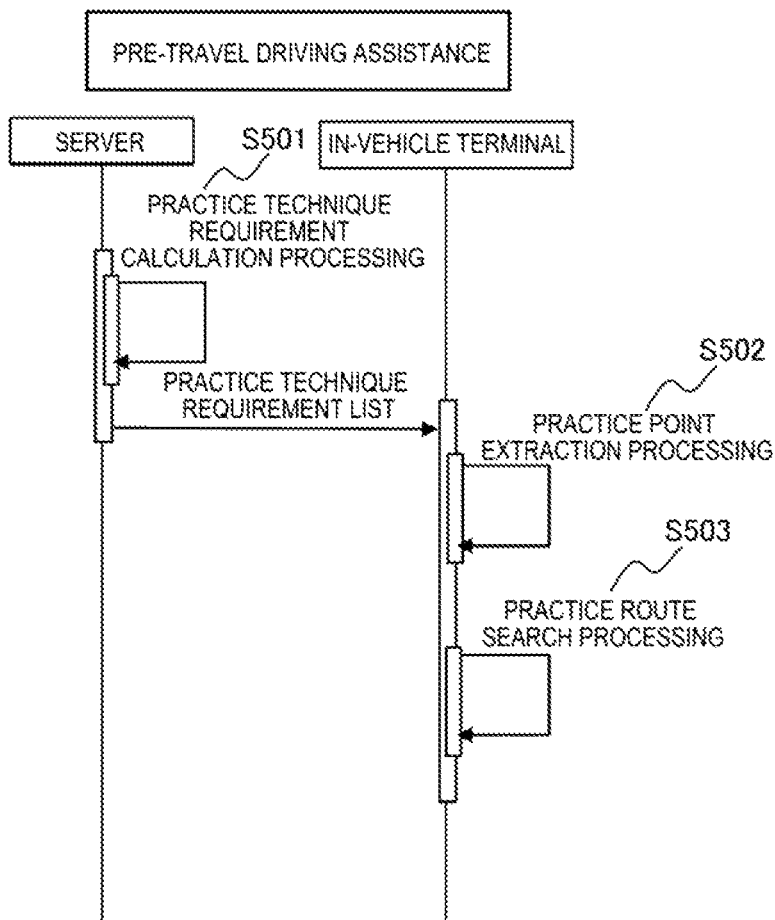 PRE-TRAVEL DRIVING ASSISTANCE
SERVER
S501
IN-VEHICLE TERMINAL
PRACTICE TECHNIQUE
REQUIREMENT
CALCULATION PROCESSING
PRACTICE TECHNIQUE
REQUIREMENT LIST
S502
PRACTICE POINT
EXTRACTION PROCESSING
S503
PRACTICE ROUTE
SEARCH PROCESSING